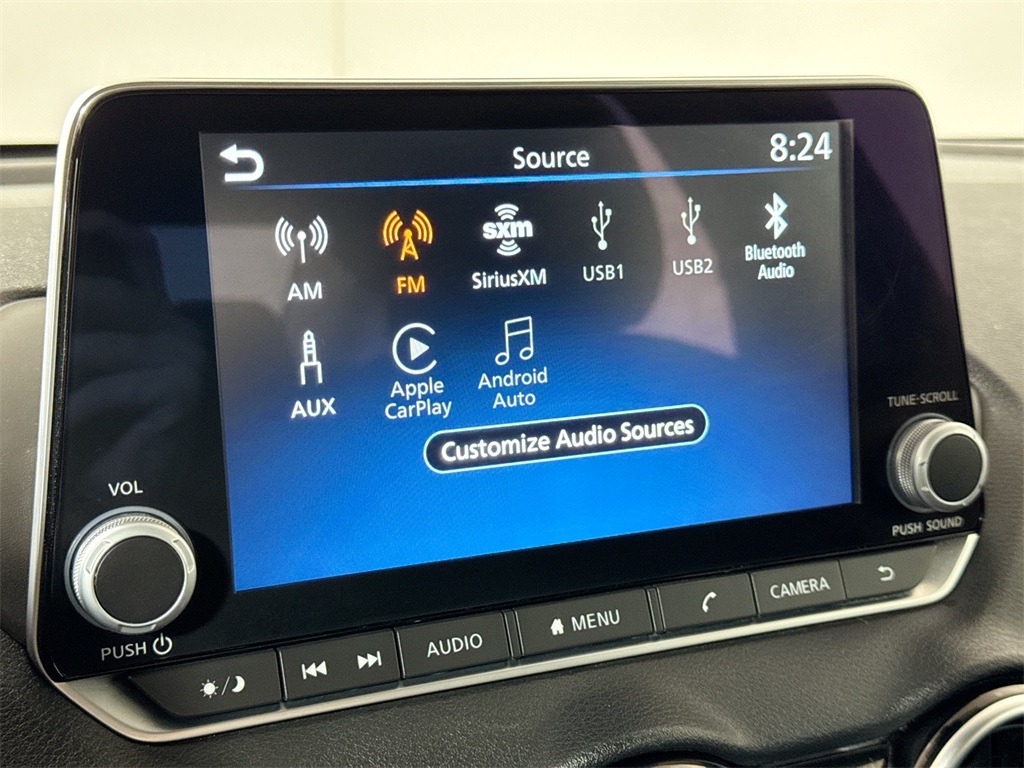 Source
8:24
AM
FM
sxm
SiriusXM
USB1
USB2
Bluetooth
Audio
AUX
Apple
CarPlay
Android
Auto
Customize Audio Sources
VOL
PUSH
TUNE·SCROLL
PUSH SOUND
AUDIO
MENU
CAMERA